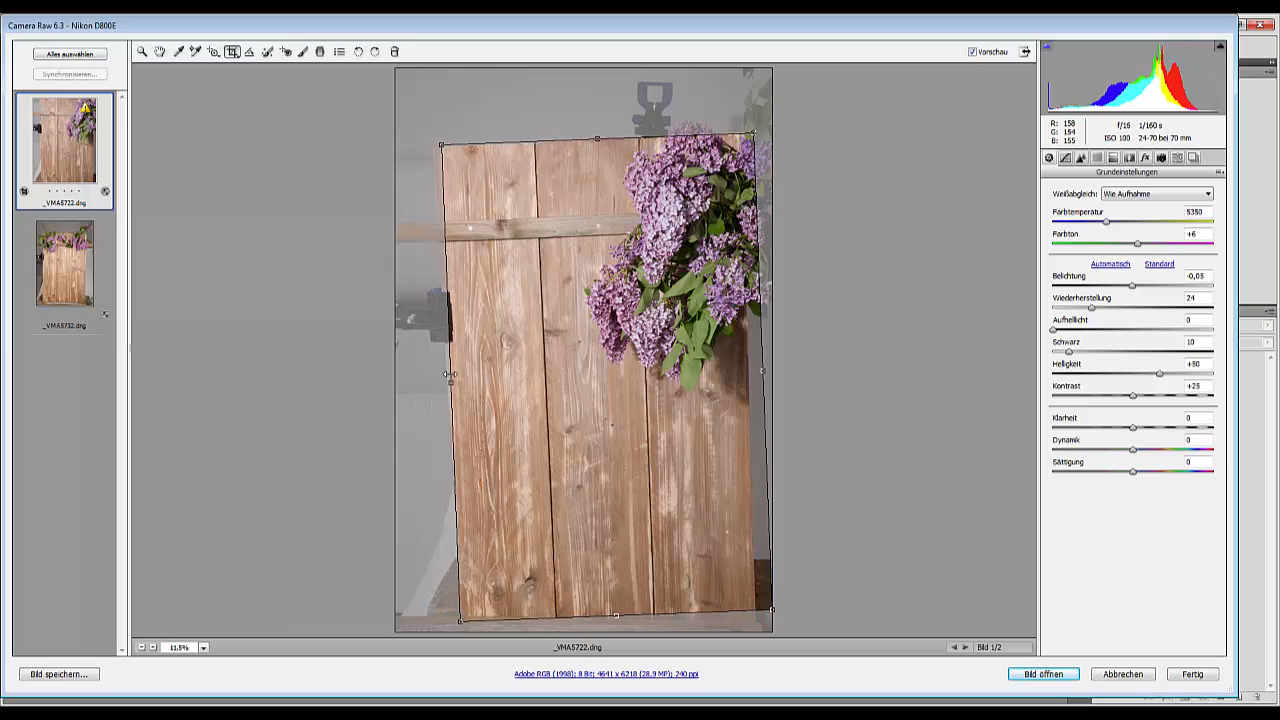 Camera Raw 6.3 - Nikon D800E
Alles auswählen
Synchronisieren...
_VMA5722.dng
_VMA5732.dng
Vorschau
R: 158
G: 154
B: 155
f/16 1/160 s
ISO 100 24-70 bei 70 mm
Grundeinstellungen
Weißabgleich: Wie Aufnahme
Farbtemperatur 5350
Farbton +6
Automatisch Standard
Belichtung -0,05
Wiederherstellung 24
Aufhelllicht 0
Schwarz 10
Helligkeit +50
Kontrast +25
Klarheit 0
Dynamik 0
Sättigung 0
11.5%
_VMA5722.dng
Bild 1/2
Bild speichern...
Adobe RGB (1998); 8 Bit; 4641 x 6218 (28.9 MP); 240 ppi
Bild öffnen
Abbrechen
Fertig